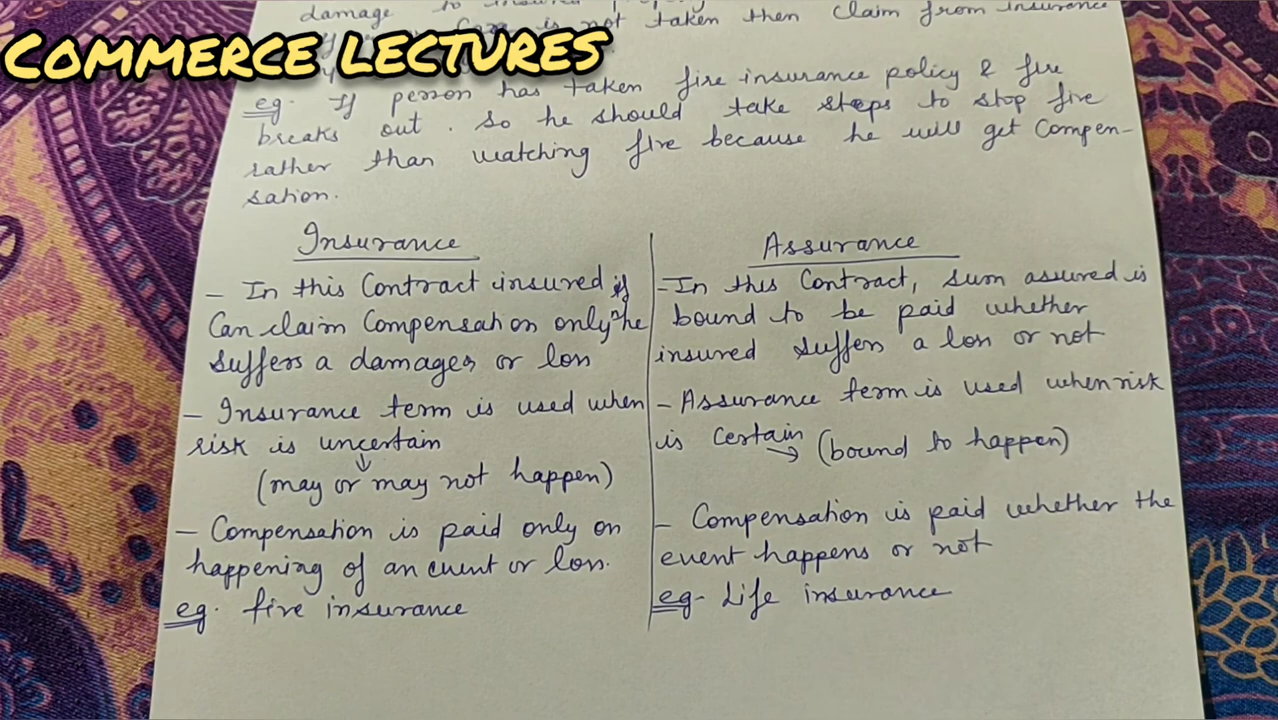 damage to insured
Care is not taken then Claim from insurance
COMMERCE LECTURES
eg. If person has taken fire insurance policy & fire
breaks out. So he should take steps to stop fire
rather than watching fire because he will get Compen-
sation.
Insurance
- In this Contract insured if
Can claim Compensation only he
suffers a damages or loss
- Insurance term is used when
risk is uncertain
(may or may not happen)
- Compensation is paid only on
happening of an event or loss.
eg. fire insurance
Assurance
- In this Contract, sum assured is
bound to be paid whether
insured suffers a loss or not
- Assurance term is used when risk
is certain → (bound to happen)
- Compensation is paid whether the
event happens or not
eg- Life insurance